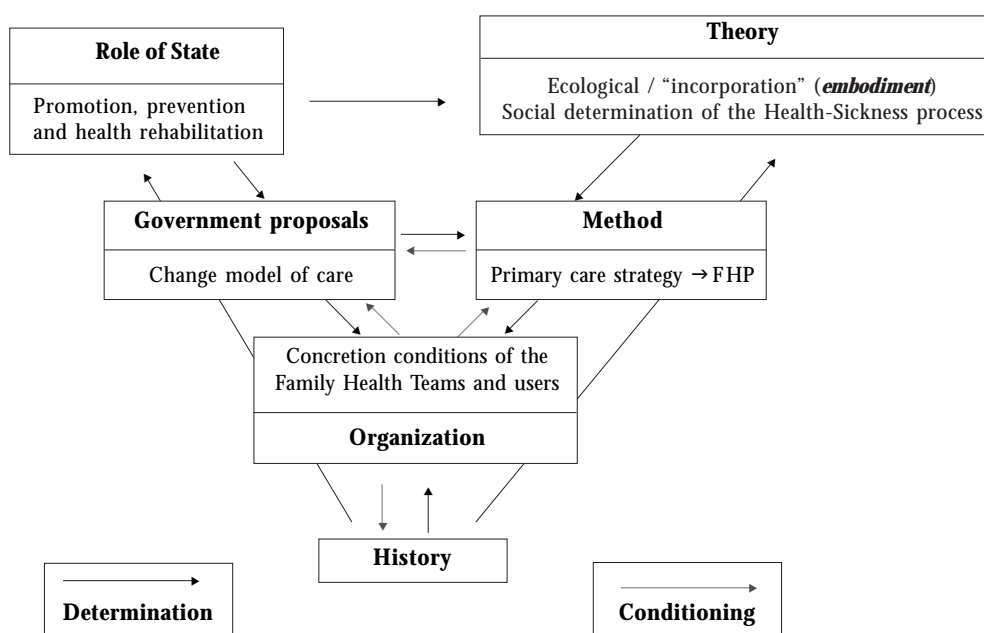 Role of State
Promotion, prevention
and health rehabilitation
Theory
Ecological / “incorporation” (embodiment)
Social determination of the Health-Sickness process
Government proposals
Change model of care
Method
Primary care strategy → FHP
Concretion conditions of the
Family Health Teams and users
Organization
History
Determination
Conditioning